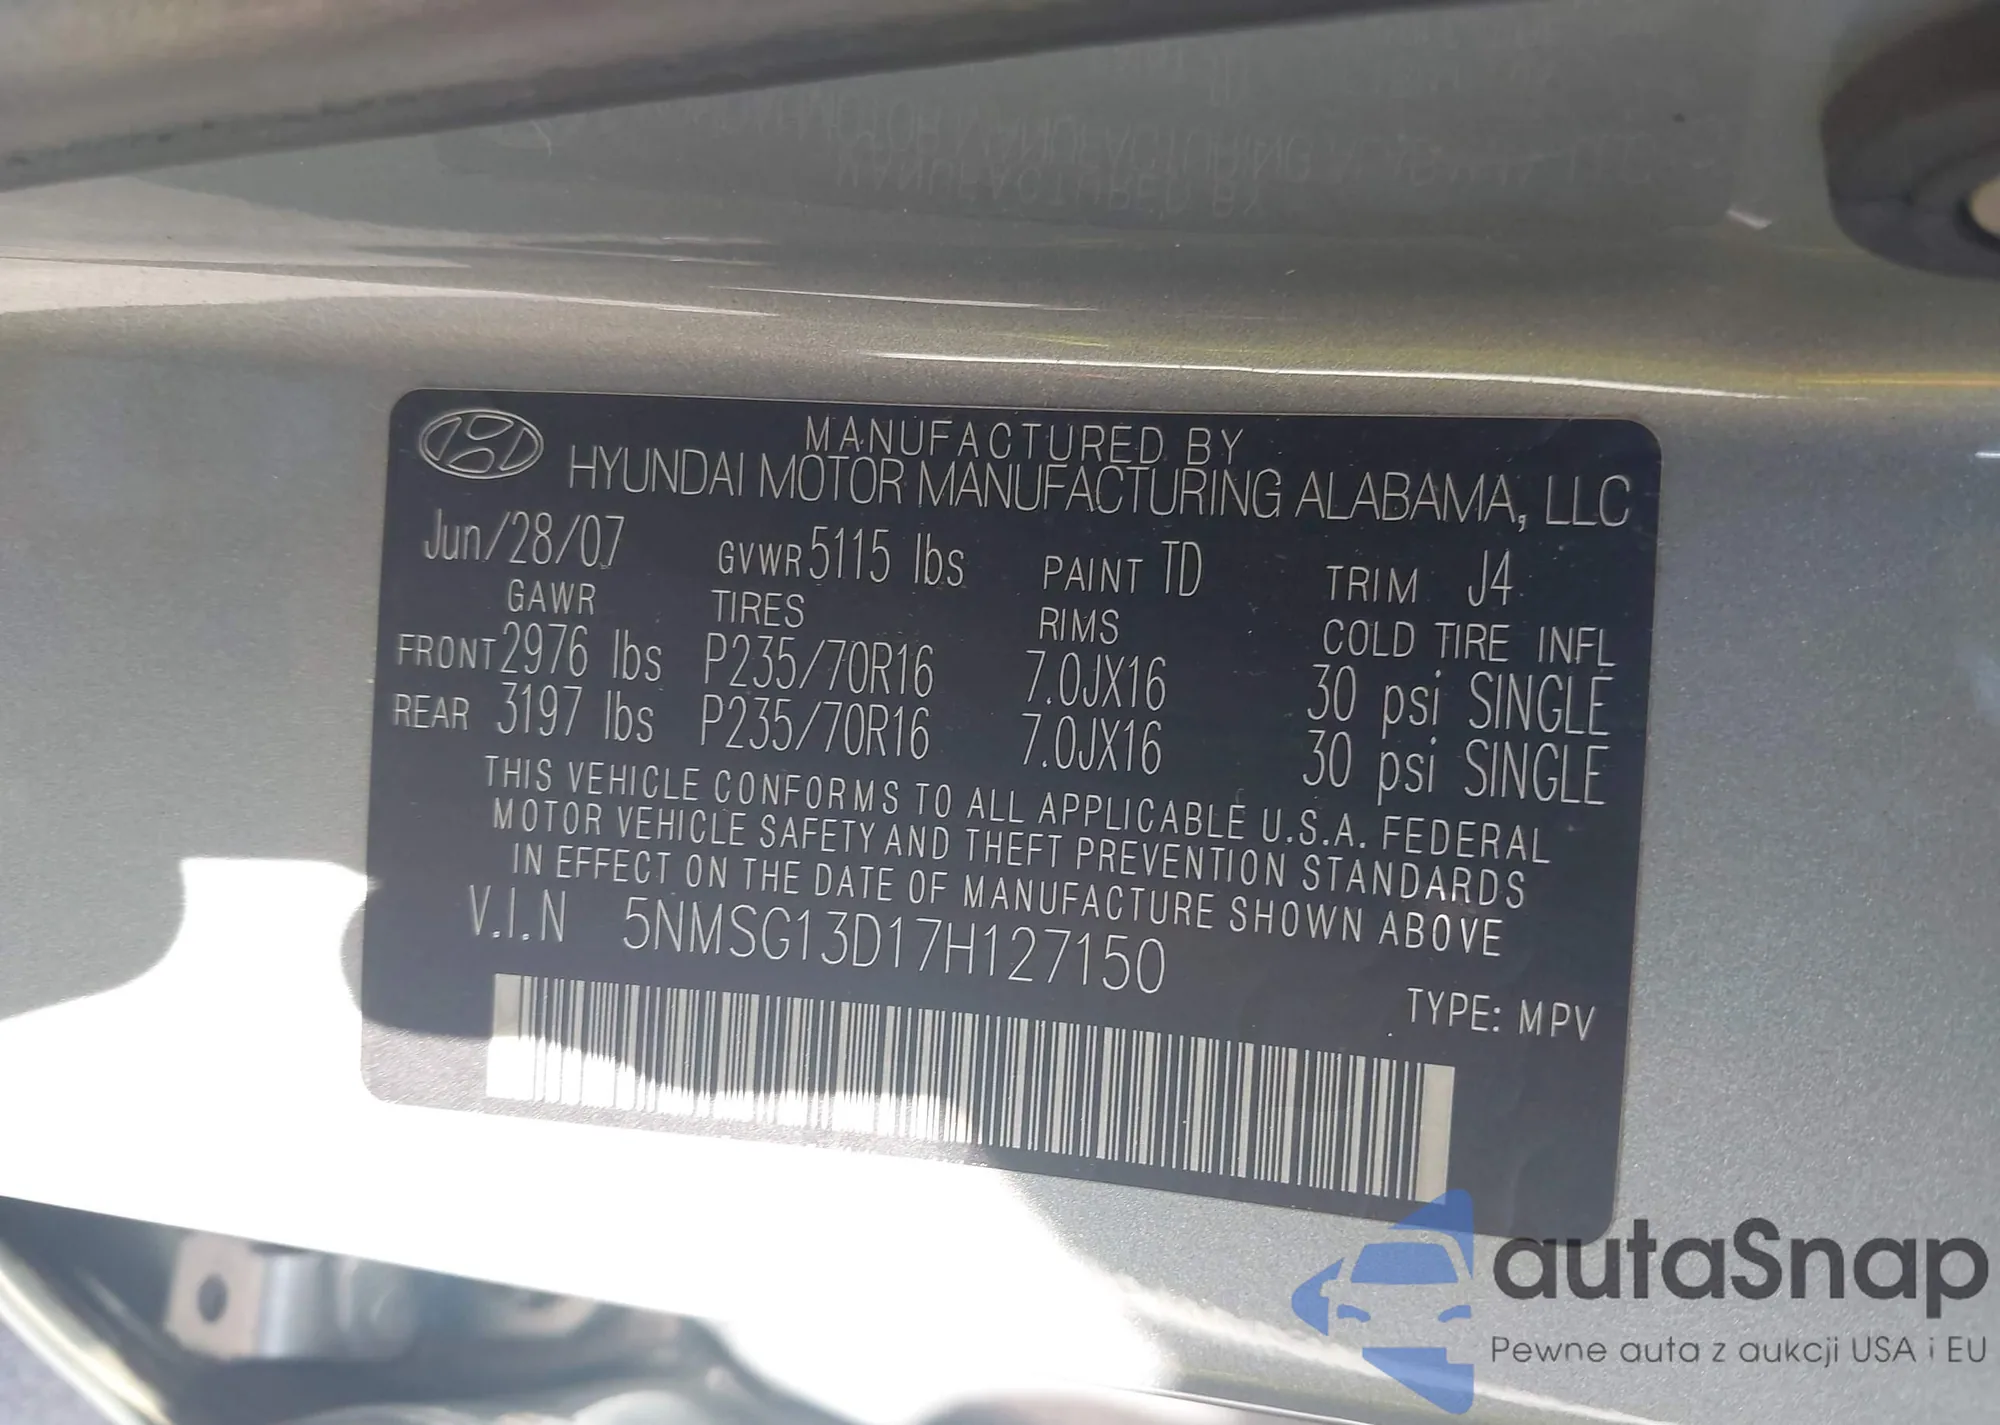 MANUFACTURED BY
HYUNDAI MOTOR MANUFACTURING ALABAMA, LLC
Jun/28/07 GVWR 5115 lbs PAINT TD TRIM J4
GAWR TIRES RIMS COLD TIRE INFL
FRONT 2976 lbs P235/70R16 7.0JX16 30 psi SINGLE
REAR 3197 lbs P235/70R16 7.0JX16 30 psi SINGLE
THIS VEHICLE CONFORMS TO ALL APPLICABLE U.S.A. FEDERAL
MOTOR VEHICLE SAFETY AND THEFT PREVENTION STANDARDS
IN EFFECT ON THE DATE OF MANUFACTURE SHOWN ABOVE
V.I.N 5NMSG13D17H127150
TYPE: MPV
autaSnap
Pewne auta z aukcji USA i EU